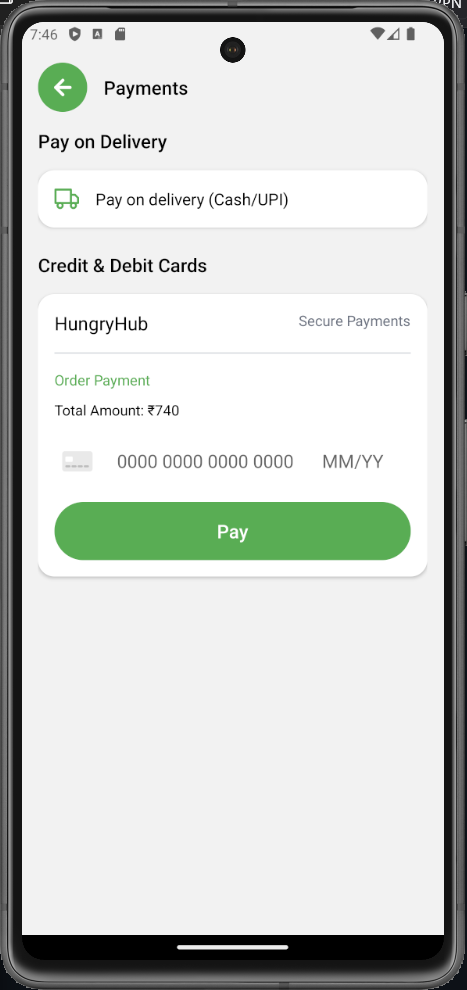 VPN
7:46
Payments
Pay on Delivery
Pay on delivery (Cash/UPI)
Credit & Debit Cards
HungryHub
Secure Payments
Order Payment
Total Amount: ₹740
0000 0000 0000 0000 MM/YY
Pay